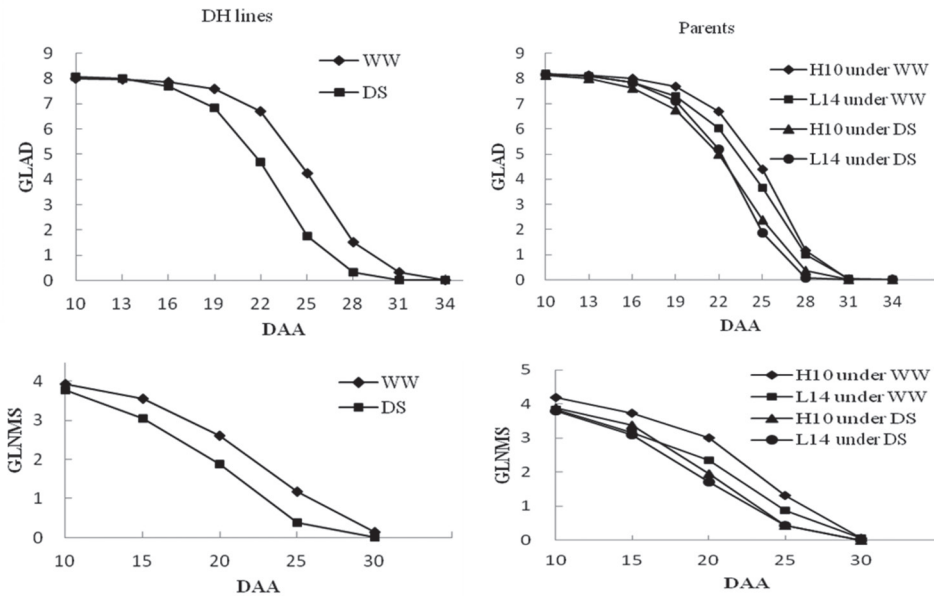 DH lines
9
8
7
6
5
4
3
2
1
0
GLAD
WW
DS
10 13 16 19 22 25 28 31 34
DAA
Parents
9
8
7
6
5
4
3
2
1
0
GLAD
H10 under WW
L14 under WW
H10 under DS
L14 under DS
10 13 16 19 22 25 28 31 34
DAA
4
3
2
1
0
GLNMS
WW
DS
10 15 20 25 30
DAA
5
4
3
2
1
0
GLNMS
H10 under WW
L14 under WW
H10 under DS
L14 under DS
10 15 20 25 30
DAA